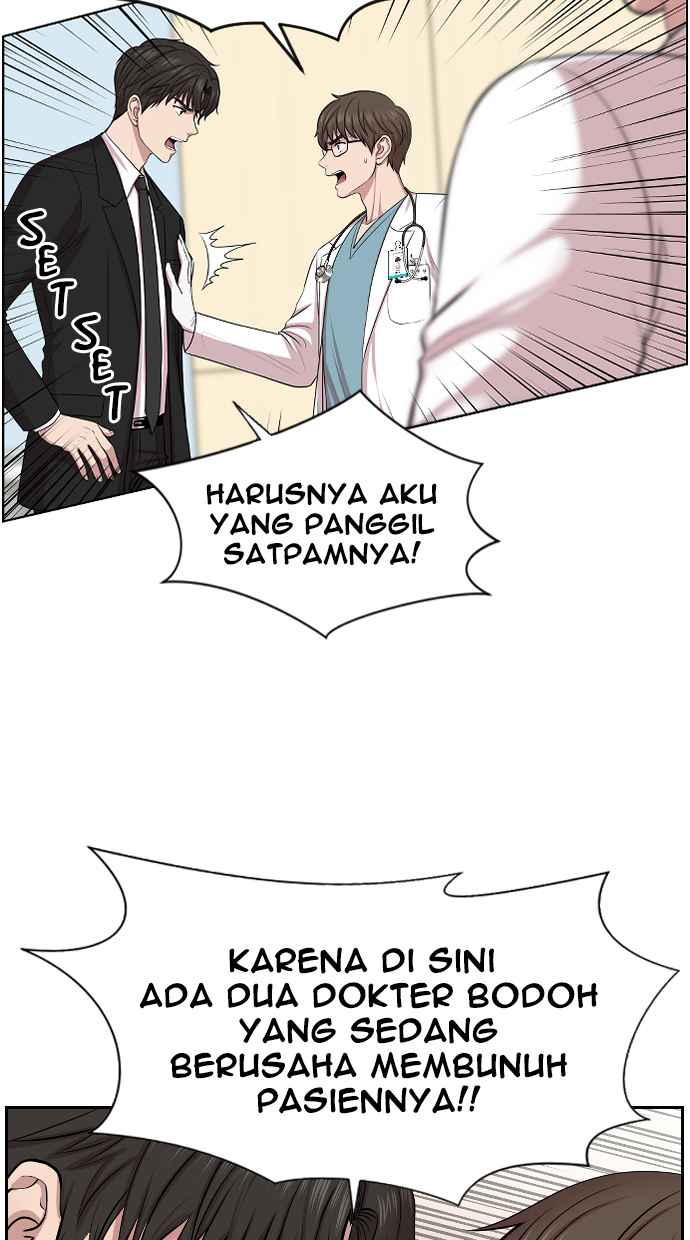 SET SET
HARUSNYA AKU
YANG PANGGIL
SATPAMNYA!
KARENA DI SINI
ADA DUA DOKTER BODOH
YANG SEDANG
BERUSAHA MEMBUNUH
PASIENNYA!!